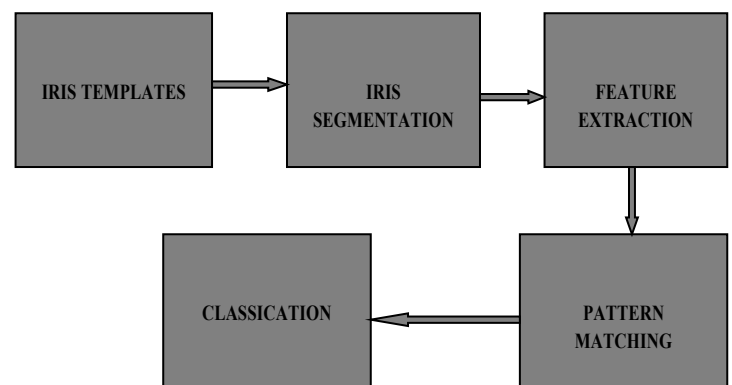 IRIS TEMPLATES
IRIS
SEGMENTATION
FEATURE
EXTRACTION
CLASSICATION
PATTERN
MATCHING